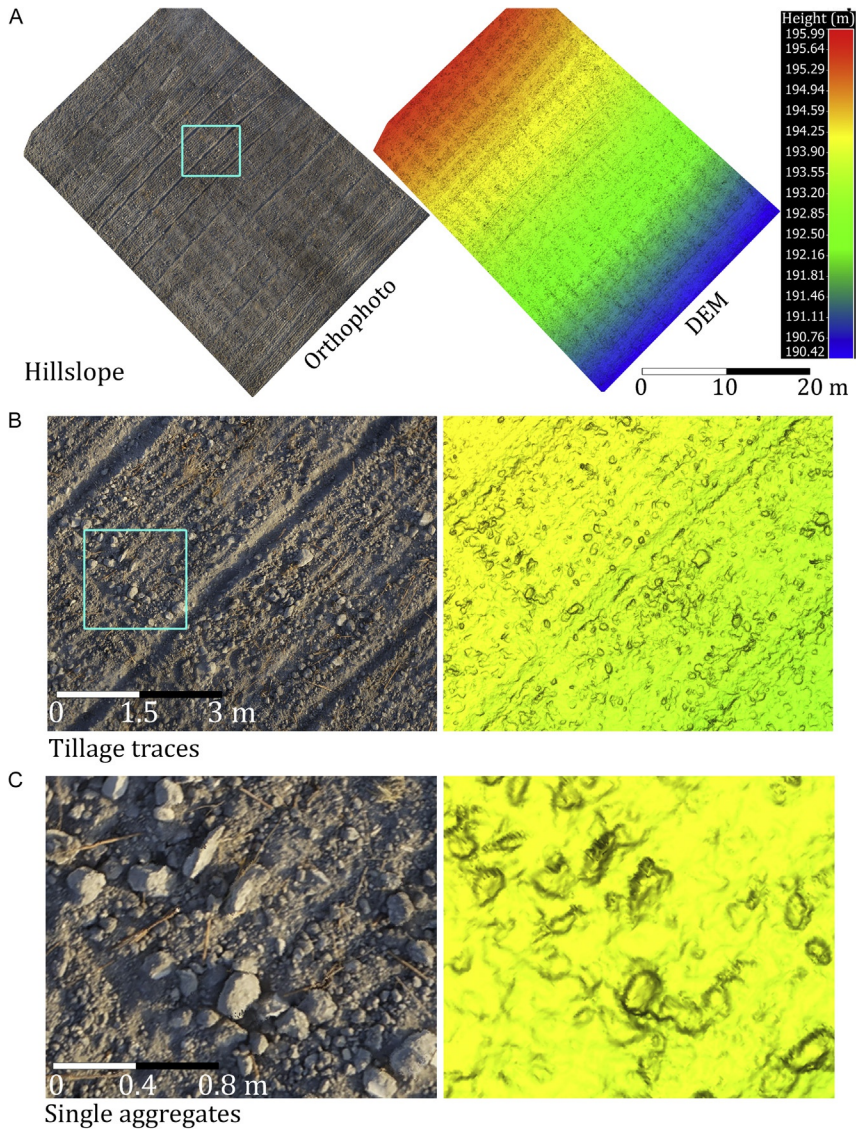 A
Height (m)
195.99
195.64
195.29
194.94
194.59
194.25
193.90
193.55
193.20
192.85
192.50
192.16
191.81
191.46
191.11
190.76
190.42
Orthophoto
DEM
Hillslope
0 10 20 m
B
0 1.5 3 m
Tillage traces
C
0 0.4 0.8 m
Single aggregates